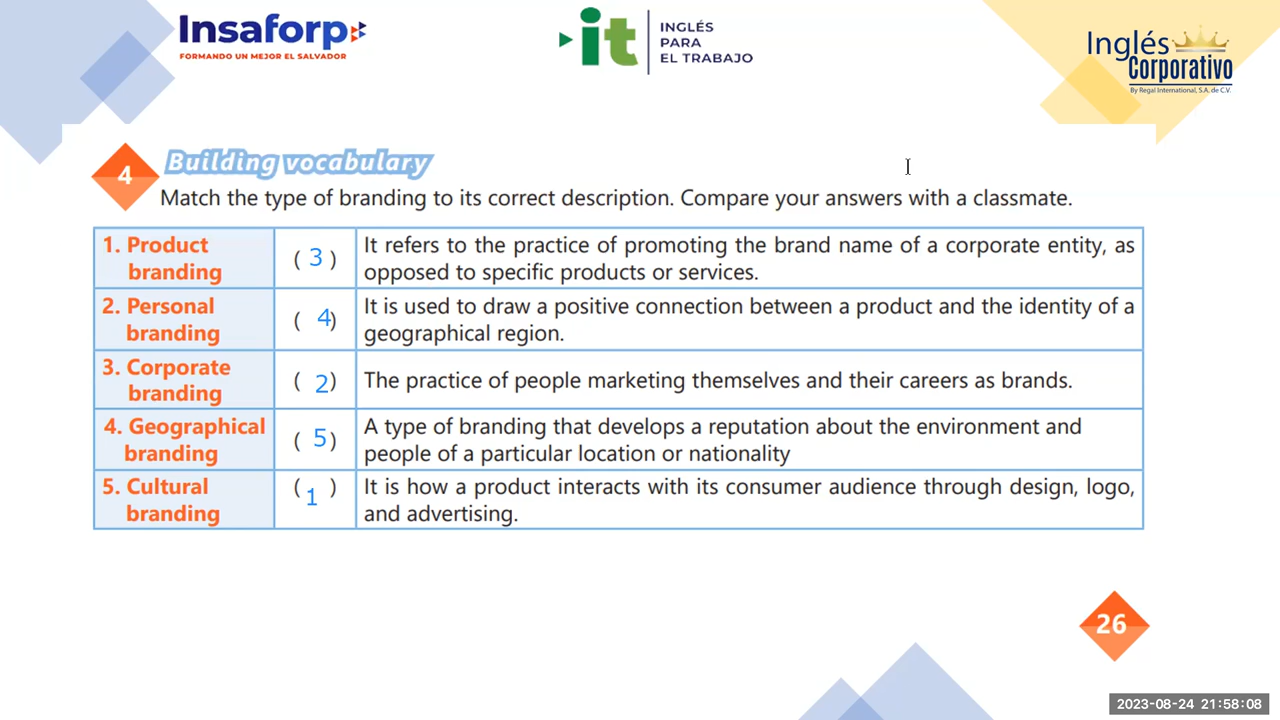 Insaforp
FORMANDO UN MEJOR EL SALVADOR
it
INGLÉS
PARA
EL TRABAJO
Inglés
Corporativo
By Regal International, S.A. de C.V.
4
Building vocabulary
Match the type of branding to its correct description. Compare your answers with a classmate.
1. Product
branding
( 3 )
It refers to the practice of promoting the brand name of a corporate entity, as
opposed to specific products or services.
2. Personal
branding
( 4)
It is used to draw a positive connection between a product and the identity of a
geographical region.
3. Corporate
branding
( 2)
The practice of people marketing themselves and their careers as brands.
4. Geographical
branding
( 5)
A type of branding that develops a reputation about the environment and
people of a particular location or nationality
5. Cultural
branding
( 1 )
It is how a product interacts with its consumer audience through design, logo,
and advertising.
26
2023-08-24 21:58:08